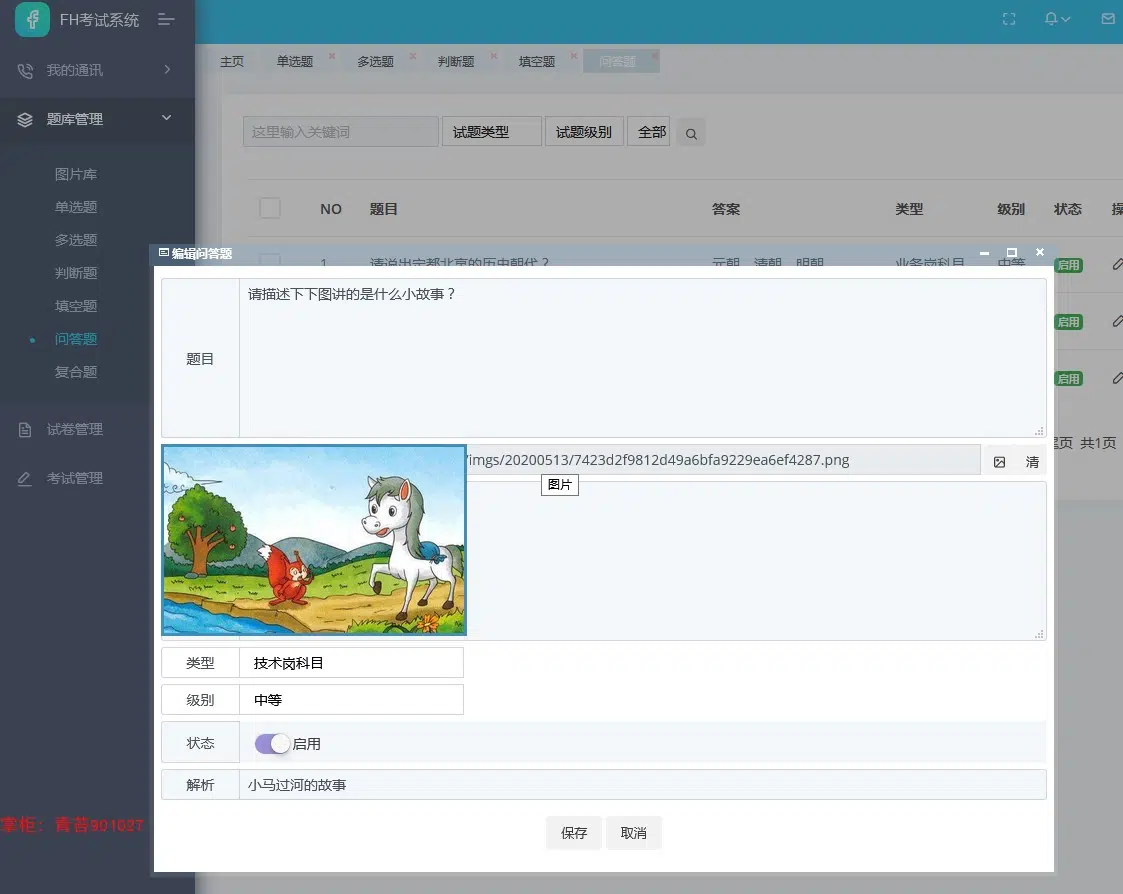 FH考试系统
我的通讯
题库管理
图片库
单选题
多选题
判断题
填空题
问答题
复合题
试卷管理
考试管理
掌柜：青苔901027
主页 单选题 多选题 判断题 填空题 问答题
这里输入关键词 试题类型 试题级别 全部
NO 题目 答案 类型 级别 状态
1 请说出定都北京的历史朝代？ 元朝、清朝、明朝 业务岗科目 中等 启用
启用
启用
尾页 共1页
编辑问答题
题目 请描述下下图讲的是什么小故事？
/imgs/20200513/7423d2f9812d49a6bfa9229ea6ef4287.png 清
图片
类型 技术岗科目
级别 中等
状态 启用
解析 小马过河的故事
保存 取消